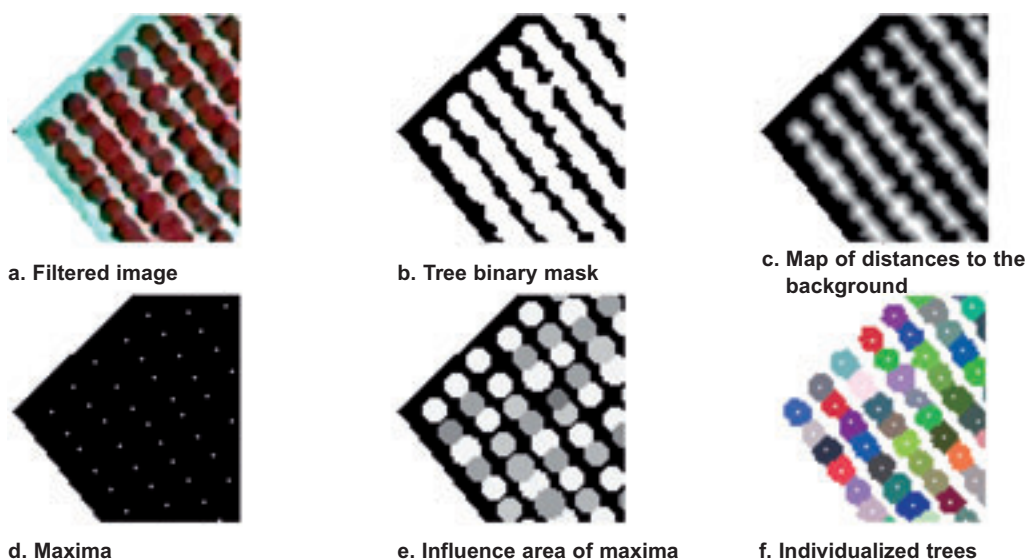 a. Filtered image
b. Tree binary mask
c. Map of distances to the
background
d. Maxima
e. Influence area of maxima
f. Individualized trees